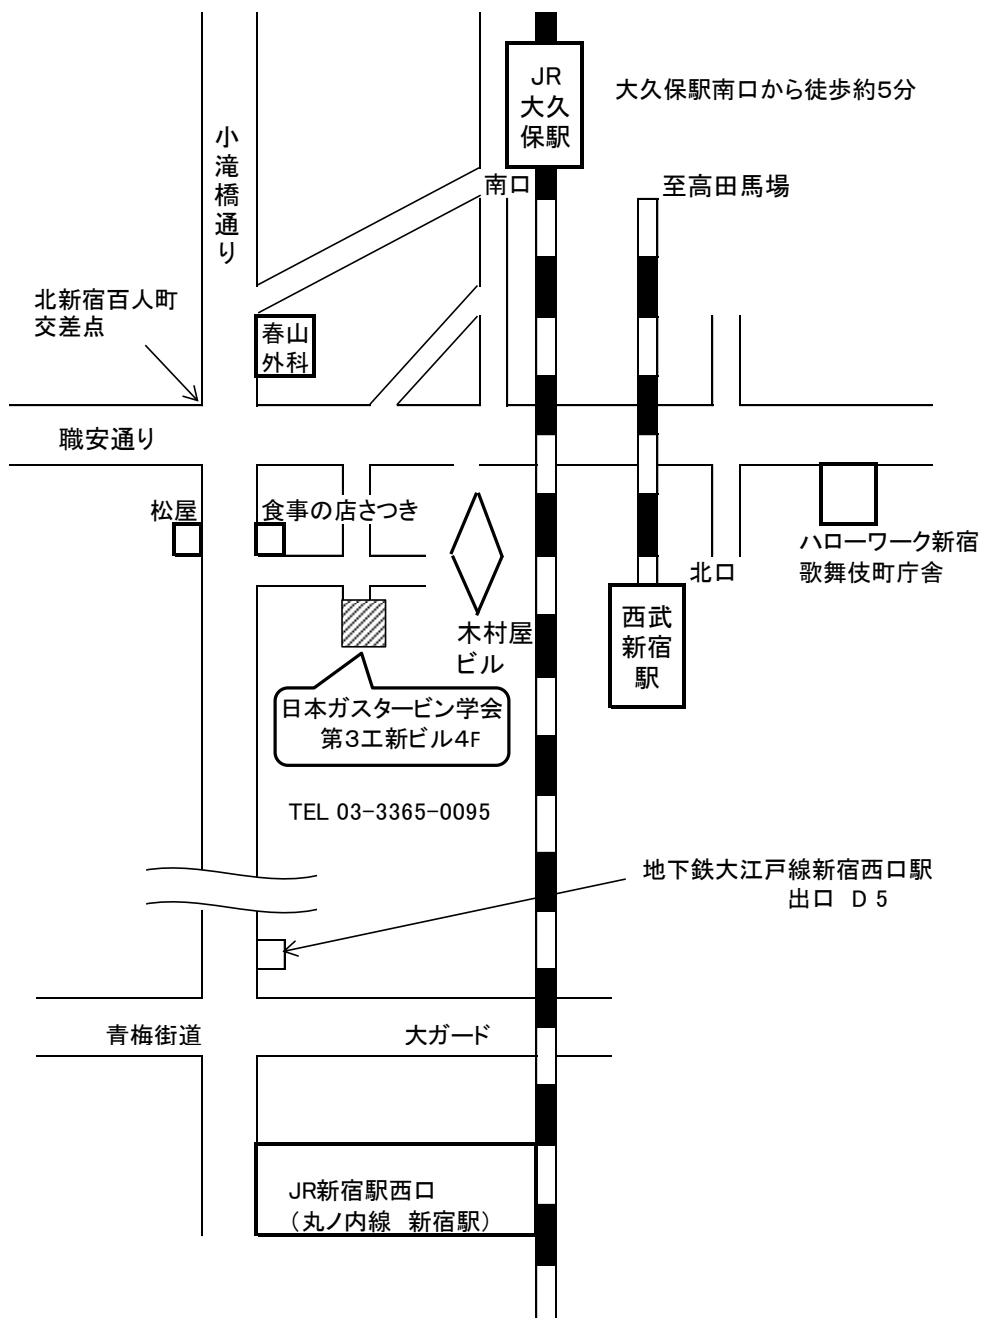 JR
大久
保駅
大久保駅南口から徒歩約5分
小滝橋通り
南口
至高田馬場
北新宿百人町
交差点
春山
外科
職安通り
松屋
食事の店さつき
ハローワーク新宿
歌舞伎町庁舎
北口
西武
新宿
駅
木村屋
ビル
日本ガスタービン学会
第3工新ビル4F
TEL 03-3365-0095
地下鉄大江戸線新宿西口駅
出口 D 5
青梅街道
大ガード
JR新宿駅西口
（丸ノ内線 新宿駅）